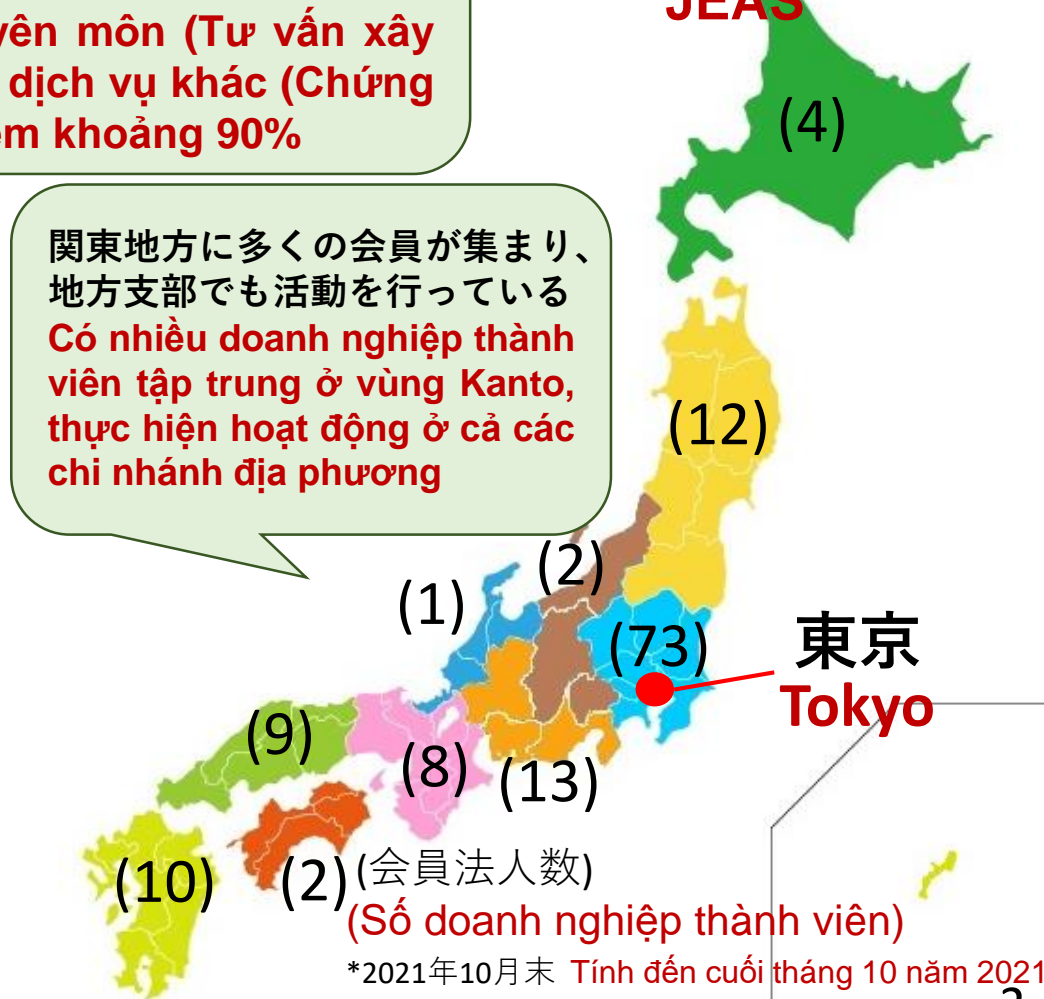 JEAS
yên môn (Tư vấn xây
dịch vụ khác (Chứng
ếm khoảng 90%
(4)
関東地方に多くの会員が集まり、
地方支部でも活動を行っている
Có nhiều doanh nghiệp thành
viên tập trung ở vùng Kanto,
thực hiện hoạt động ở cả các
chi nhánh địa phương
(12)
(2)
(1)
(73)
東京
Tokyo
(9)
(8)
(13)
(10)
(2)
(会員法人数)
(Số doanh nghiệp thành viên)
*2021年10月末 Tính đến cuối tháng 10 năm 2021